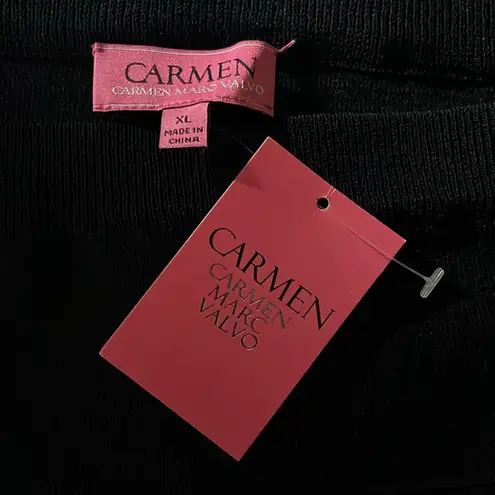 CARMEN
CARMEN MARC VALVO
XL
MADE IN
CHINA
CARMEN
CARMEN
MARC
VALVO